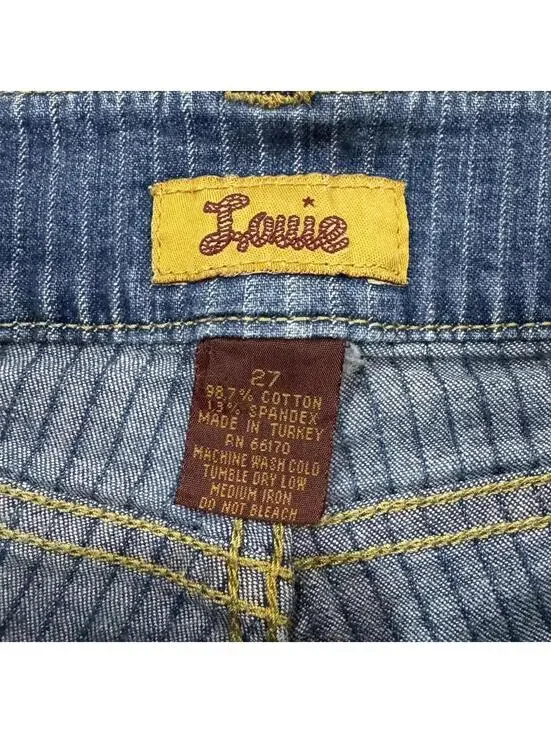 Lowie
27
98.7% COTTON
1.3% SPANDEX
MADE IN TURKEY
RN 66170
MACHINE WASH COLD
TUMBLE DRY LOW
MEDIUM IRON
DO NOT BLEACH